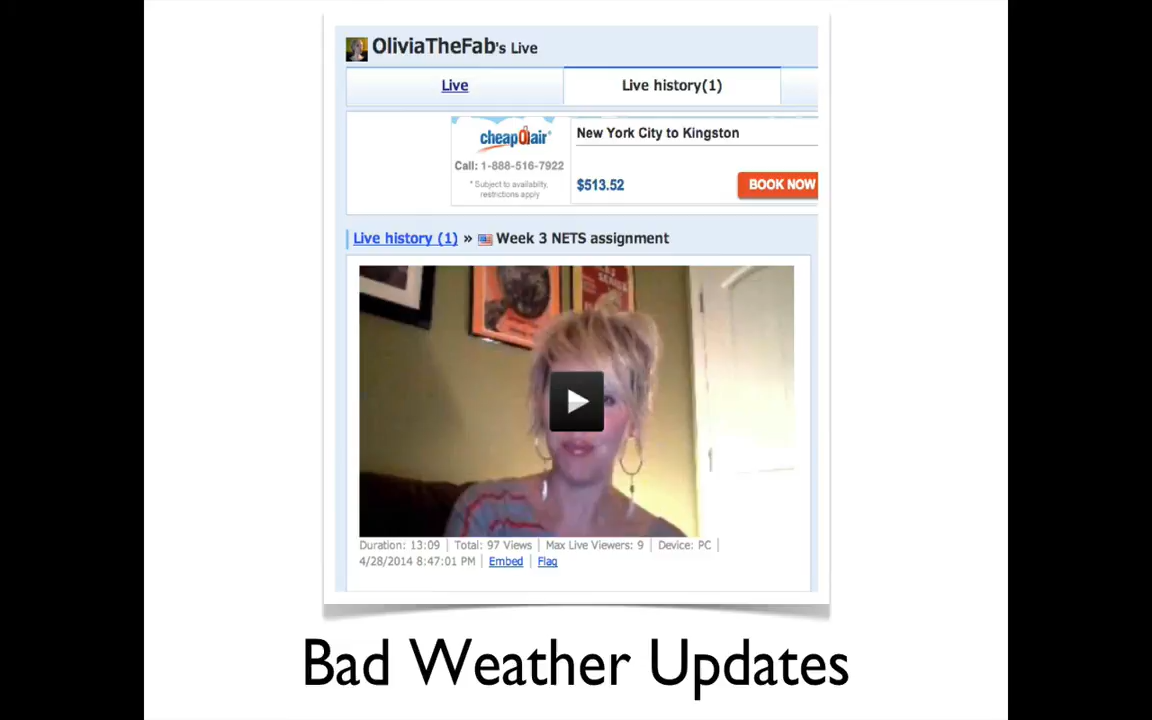 OliviaTheFab's Live
Live
Live history(1)
cheapOair®
Call: 1-888-516-7922
* Subject to availabilty,
restrictions apply
New York City to Kingston
$513.52
BOOK NOW
Live history (1) » Week 3 NETS assignment
Duration: 13:09 | Total: 97 Views | Max Live Viewers: 9 | Device: PC |
4/28/2014 8:47:01 PM | Embed | Flag
Bad Weather Updates